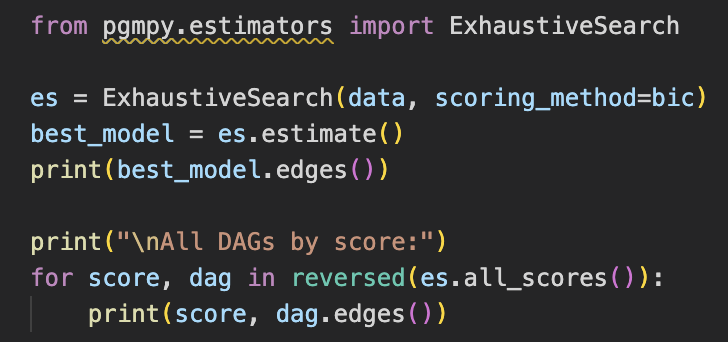 from pgmpy.estimators import ExhaustiveSearch
es = ExhaustiveSearch(data, scoring_method=bic)
best_model = es.estimate()
print(best_model.edges())
print("\nAll DAGs by score:")
for score, dag in reversed(es.all_scores()):
    print(score, dag.edges())